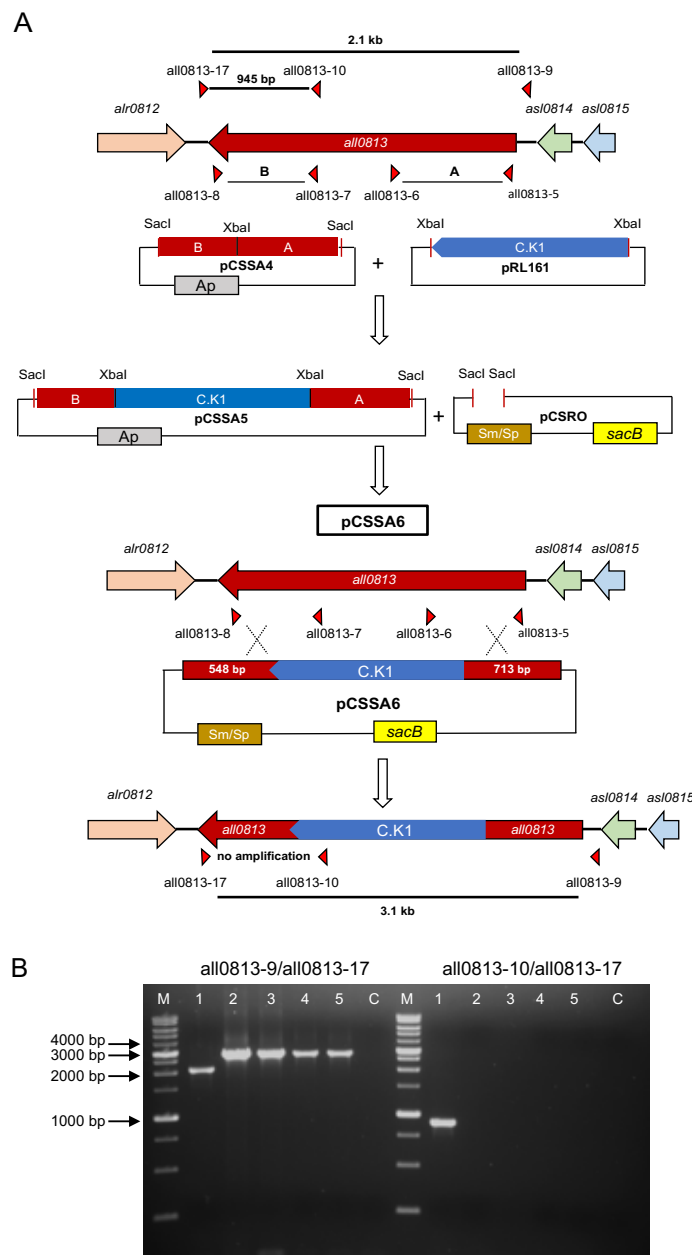 A
2.1 kb
all0813-17 all0813-10 all0813-9
945 bp
alr0812 asl0814 asl0815
all0813
B A
all0813-8 all0813-7 all0813-6 all0813-5
SacI XbaI SacI XbaI XbaI
B A C.K1
pCSSA4 + pRL161
Ap
SacI XbaI XbaI SacI SacI SacI
B C.K1 A
pCSSA5 + pCSRO
Ap Sm/Sp sacB
pCSSA6
alr0812 asl0814 asl0815
all0813
all0813-8 all0813-7 all0813-6 all0813-5
548 bp C.K1 713 bp
pCSSA6
Sm/Sp sacB
alr0812 asl0814 asl0815
all0813 C.K1 all0813
no amplification
all0813-17 all0813-10 all0813-9
3.1 kb
B
all0813-9/all0813-17 all0813-10/all0813-17
M 1 2 3 4 5 C M 1 2 3 4 5 C
4000 bp
3000 bp
2000 bp
1000 bp